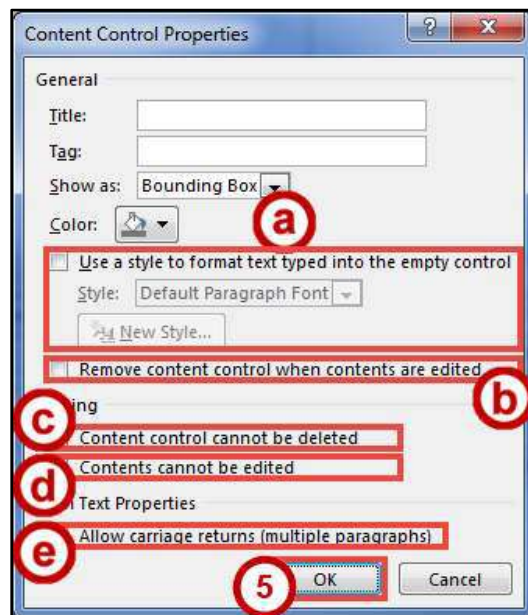 Content Control Properties
?
General
Title:
Tag:
Show as: Bounding Box
a
Color:
Use a style to format text typed into the empty control
Style: Default Paragraph Font
New Style...
Remove content control when contents are edited
b
c
Content control cannot be deleted
d
Contents cannot be edited
Text Properties
e
Allow carriage returns (multiple paragraphs)
5
OK
Cancel